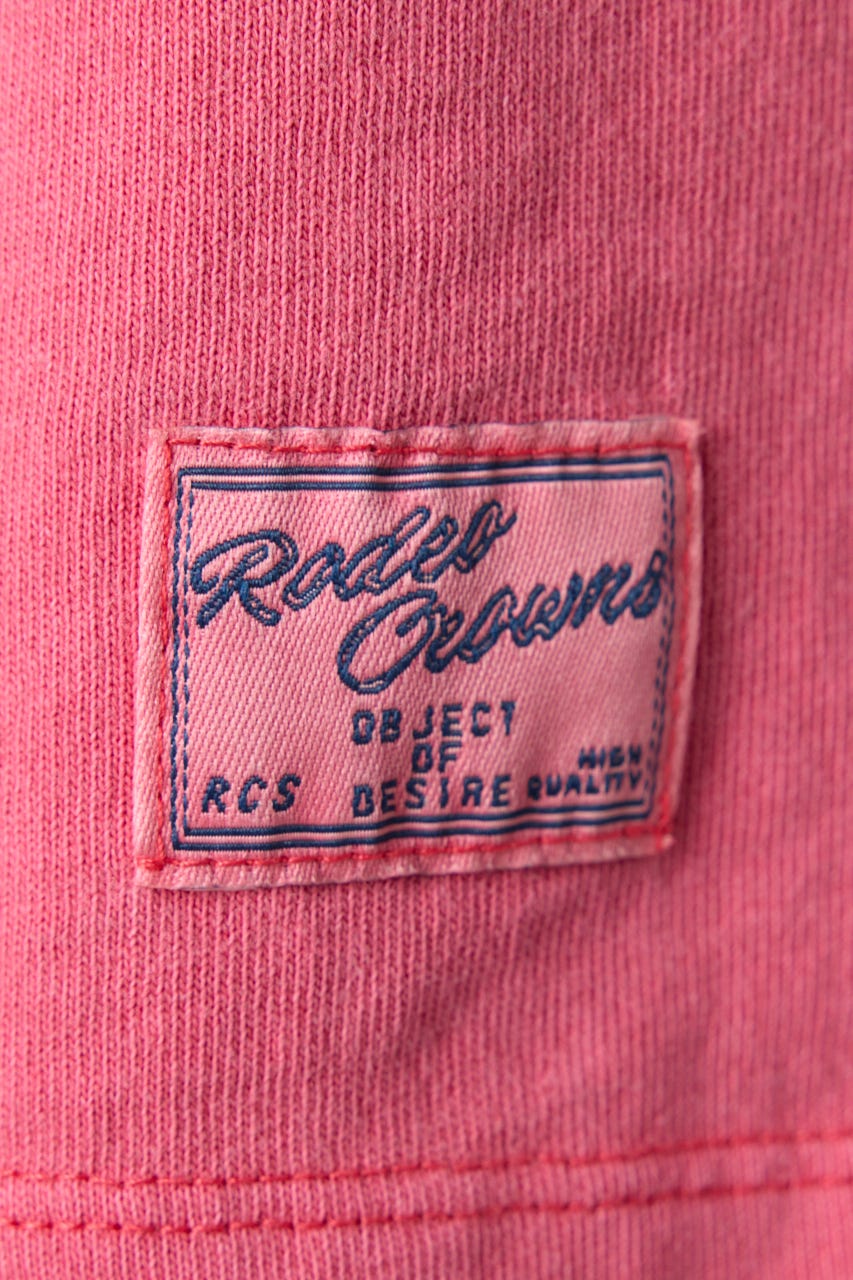 Rodeo
Crowns
OBJECT
OF
RCS DESIRE HIGH QUALITY